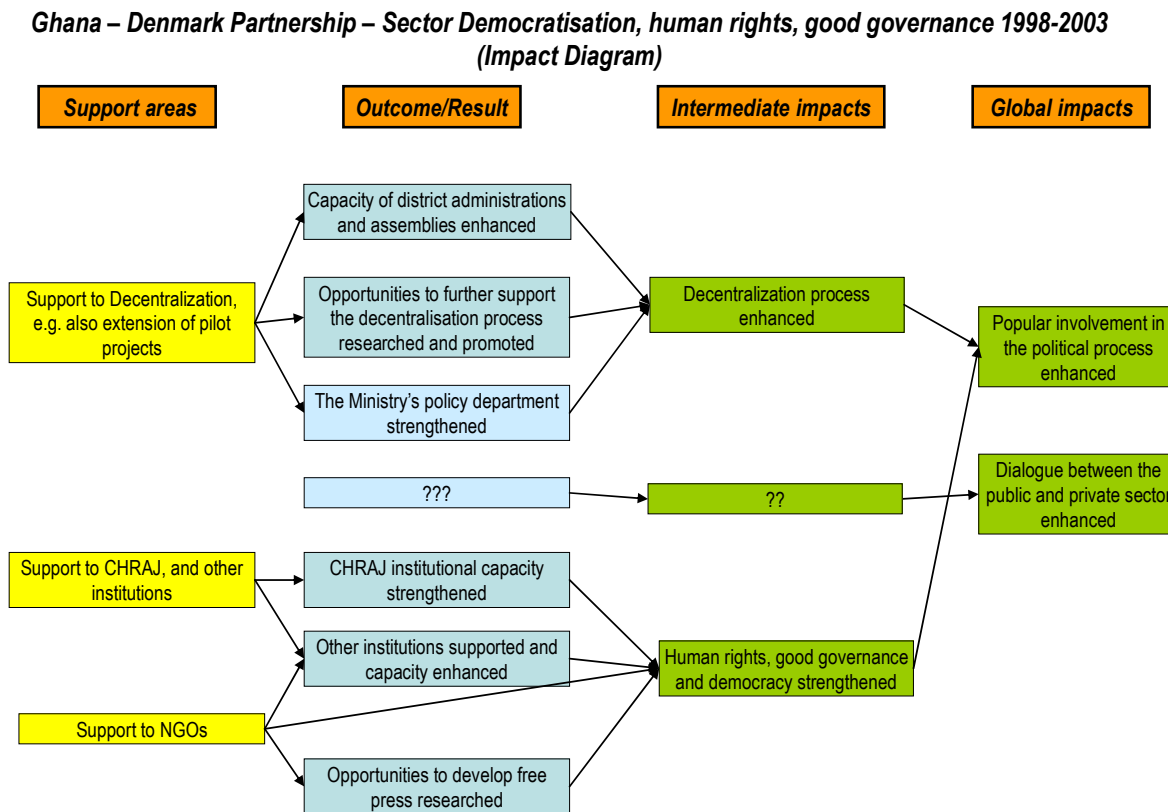 Ghana – Denmark Partnership – Sector Democratisation, human rights, good governance 1998-2003
(Impact Diagram)
Support areas
Outcome/Result
Intermediate impacts
Global impacts
Capacity of district administrations
and assemblies enhanced
Support to Decentralization,
e.g. also extension of pilot
projects
Opportunities to further support
the decentralisation process
researched and promoted
Decentralization process
enhanced
Popular involvement in
the political process
enhanced
The Ministry’s policy department
strengthened
???
??
Dialogue between the
public and private sector
enhanced
Support to CHRAJ, and other
institutions
CHRAJ institutional capacity
strengthened
Other institutions supported and
capacity enhanced
Human rights, good governance
and democracy strengthened
Support to NGOs
Opportunities to develop free
press researched